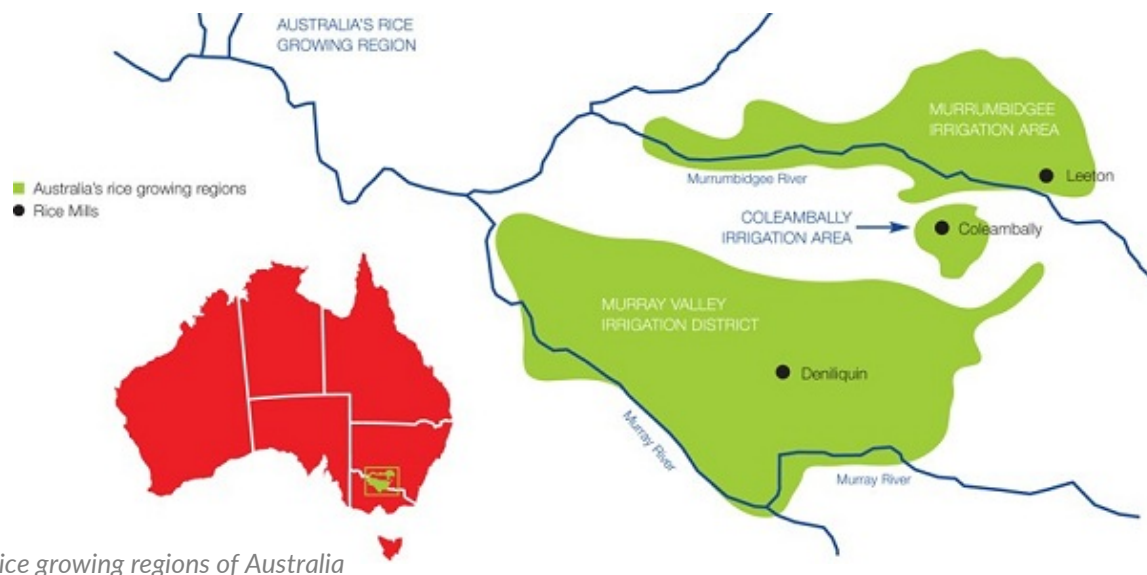 AUSTRALIA'S RICE
GROWING REGION
MURRUMBIDGEE
IRRIGATION AREA
Leeton
Murrumbidgee River
Australia's rice growing regions
Rice Mills
COLEAMBALLY
IRRIGATION AREA
Coleambally
MURRAY VALLEY
IRRIGATION DISTRICT
Deniliquin
Murray River
Murray River
ice growing regions of Australia